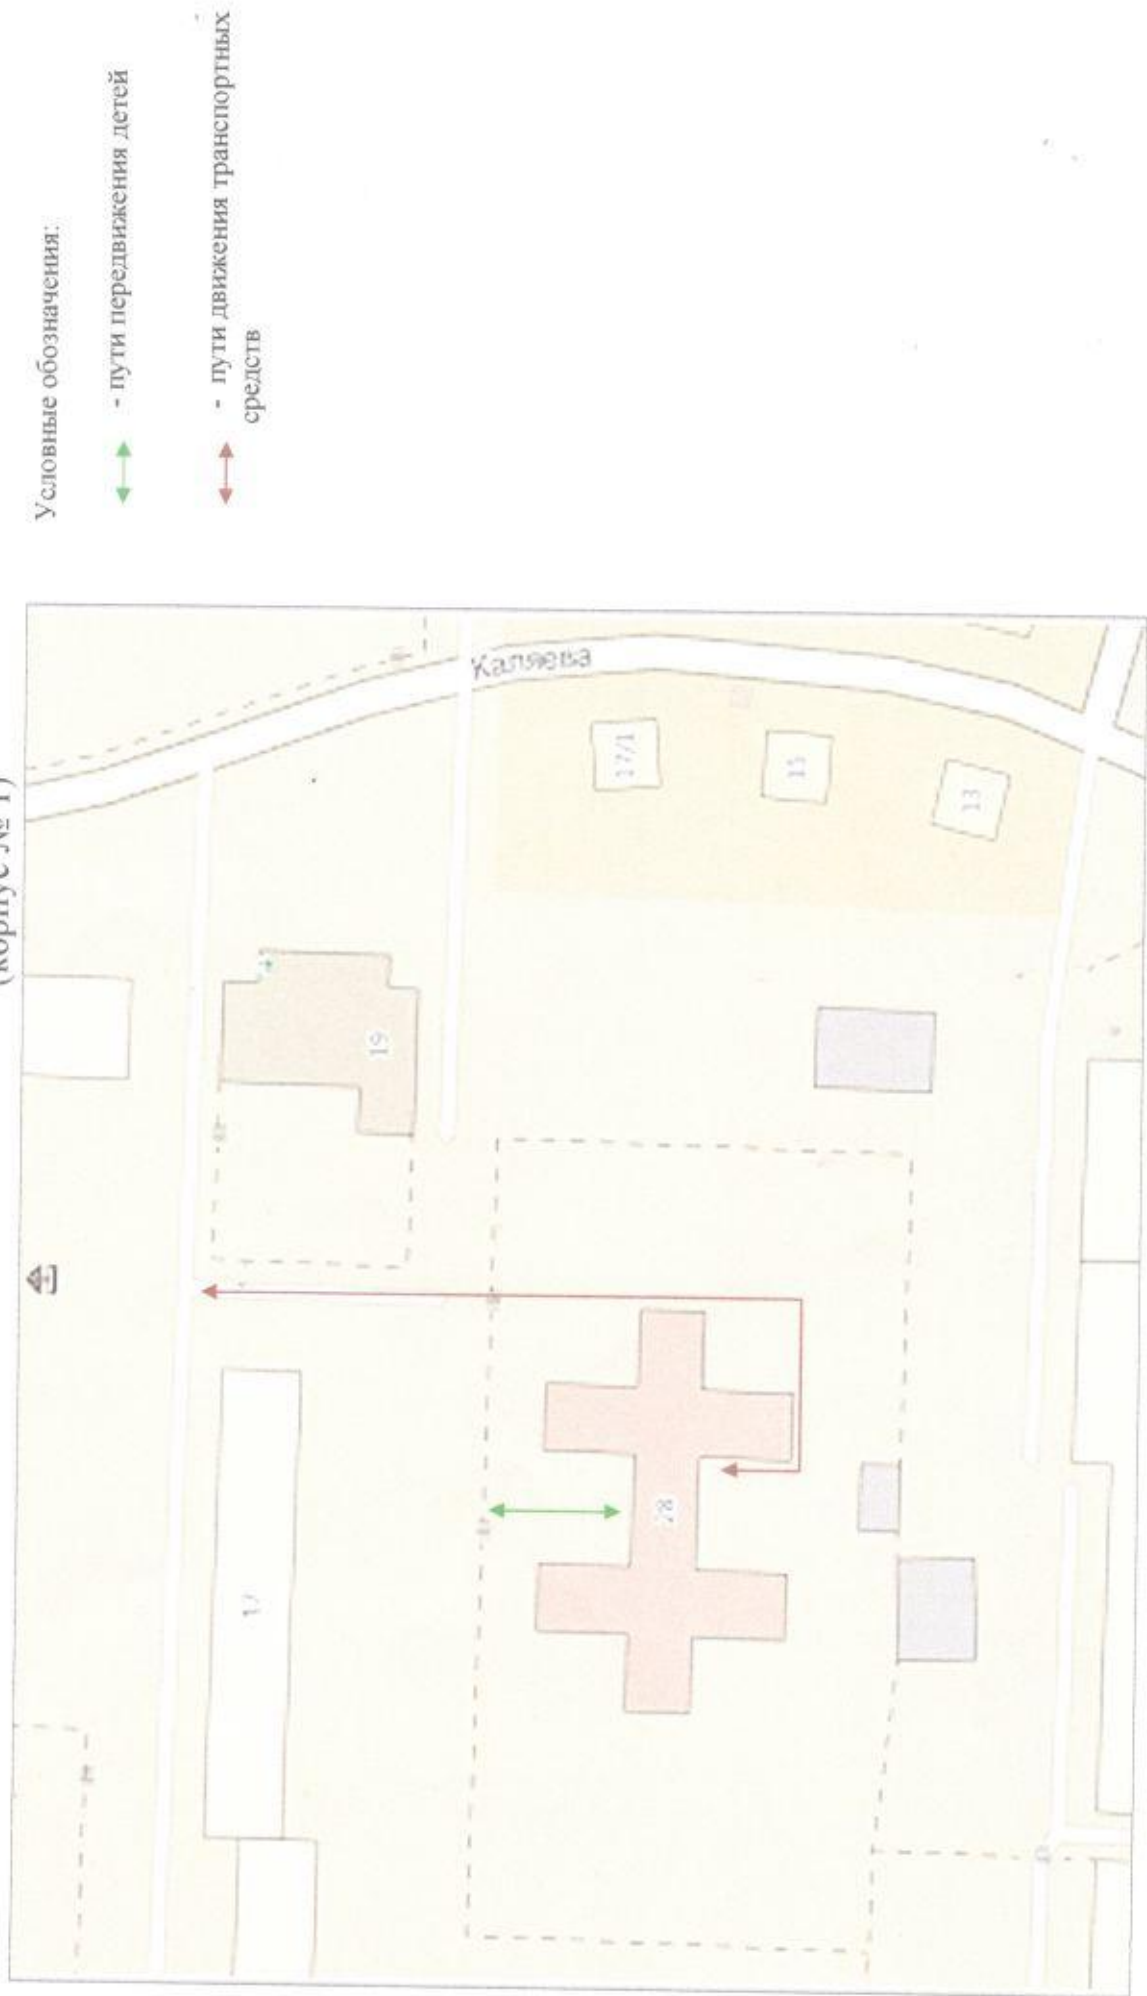 (корпус № 1)
Условные обозначения:
- пути передвижения детей
- пути движения транспортных
средств
Каляева
17/1
15
13
19
17
28